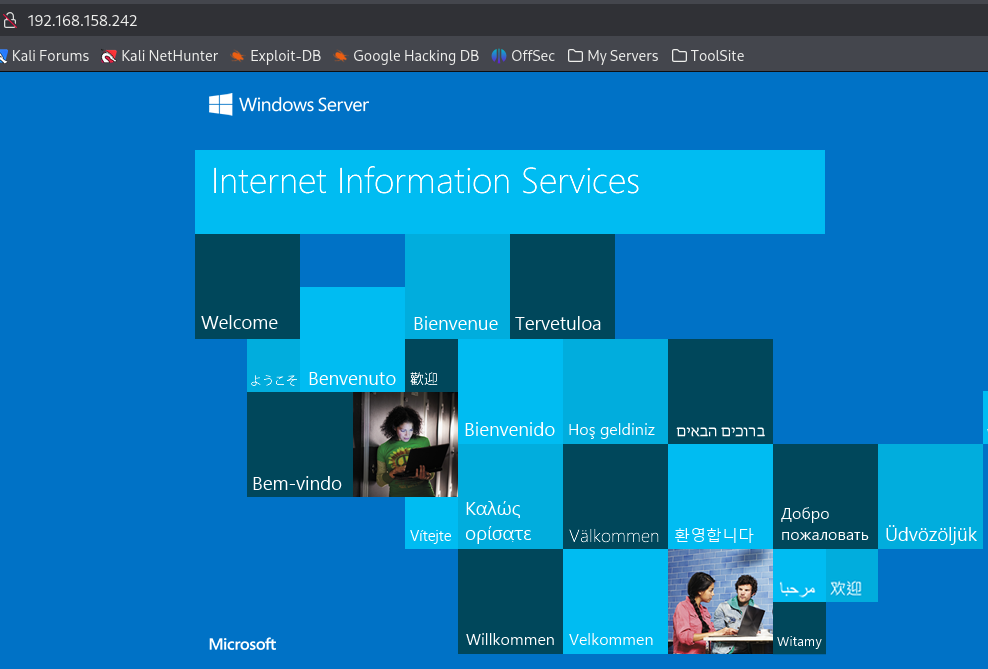 192.168.158.242
Kali Forums
Kali NetHunter
Exploit-DB
Google Hacking DB
OffSec
My Servers
ToolSite
Windows Server
Internet Information Services
Welcome
Bienvenue
Tervetuloa
ようこそ
Benvenuto
歡迎
Bienvenido
Hoş geldiniz
ברוכים הבאים
Bem-vindo
Vítejte
Καλώς
ορίσατε
Välkommen
환영합니다
Добро
пожаловать
Üdvözöljük
Willkommen
Velkommen
مرحبا
欢迎
Witamy
Microsoft